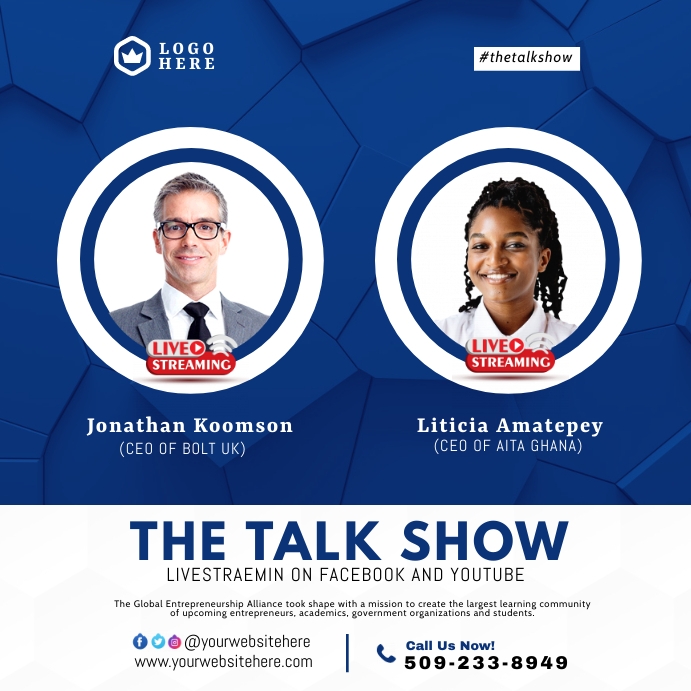 LOGO
HERE
#thetalkshow
LIVE
STREAMING
LIVE
STREAMING
Jonathan Koomson
(CEO OF BOLT UK)
Liticia Amatepey
(CEO OF AITA GHANA)
THE TALK SHOW
LIVESTRAEMIN ON FACEBOOK AND YOUTUBE
The Global Entrepreneurship Alliance took shape with a mission to create the largest learning community
of upcoming entrepreneurs, academics, government organizations and students.
@yourwebsitehere
www.yourwebsitehere.com
Call Us Now!
509-233-8949